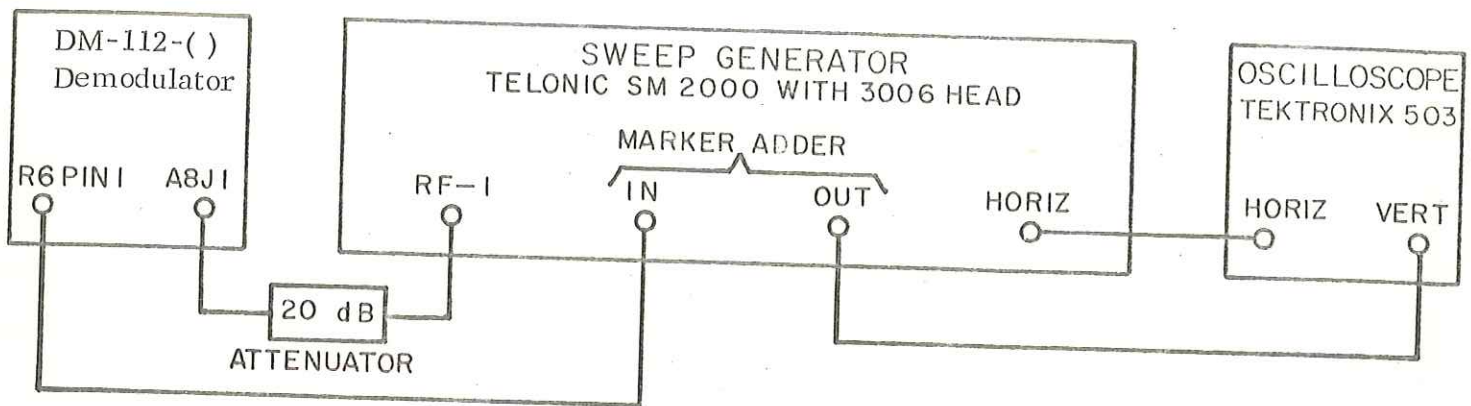 DM-112-( )
Demodulator
R6 PIN 1
A8J1
20 dB
ATTENUATOR
SWEEP GENERATOR
TELONIC SM 2000 WITH 3006 HEAD
MARKER ADDER
RF-1
IN
OUT
HORIZ
OSCILLOSCOPE
TEKTRONIX 503
HORIZ
VERT